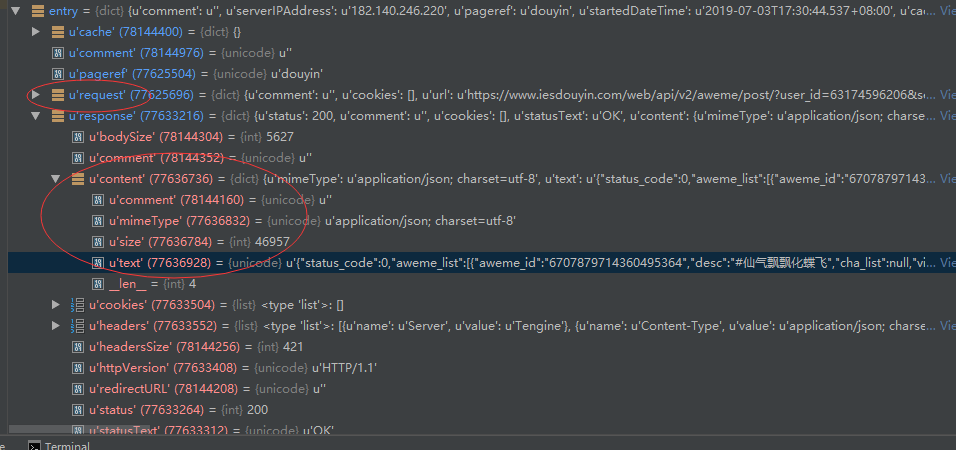 entry = {dict} {u'comment': u'', u'serverIPAddress': u'182.140.246.220', u'pageref': u'douyin', u'startedDateTime': u'2019-07-03T17:30:44.537+08:00', u'cac... View
u'cache' (78144400) = {dict} {}
u'comment' (78144976) = {unicode} u''
u'pageref' (77625504) = {unicode} u'douyin'
u'request' (77625696) = {dict} {u'comment': u'', u'cookies': [], u'url': u'https://www.iesdouyin.com/web/api/v2/aweme/post/?user_id=63174596206&se... Vie
u'response' (77633216) = {dict} {u'status': 200, u'comment': u'', u'cookies': [], u'statusText': u'OK', u'content': {u'mimeType': u'application/json; charse... Vie
u'bodySize' (78144304) = {int} 5627
u'comment' (78144352) = {unicode} u''
u'content' (77636736) = {dict} {u'mimeType': u'application/json; charset=utf-8', u'text': u'{"status_code":0,"aweme_list":[{"aweme_id":"67078797143... Vie
u'comment' (78144160) = {unicode} u''
u'mimeType' (77636832) = {unicode} u'application/json; charset=utf-8'
u'size' (77636784) = {int} 46957
u'text' (77636928) = {unicode} u'{"status_code":0,"aweme_list":[{"aweme_id":"6707879714360495364","desc":"#仙气飘飘化蝶飞","cha_list":null,"vi... Vie
__len__ = {int} 4
u'cookies' (77633504) = {list} <type 'list'>: []
u'headers' (77633552) = {list} <type 'list'>: [{u'name': u'Server', u'value': u'Tengine'}, {u'name': u'Content-Type', u'value': u'application/json; charse... Vie
u'headersSize' (78144256) = {int} 421
u'httpVersion' (77633408) = {unicode} u'HTTP/1.1'
u'redirectURL' (78144208) = {unicode} u''
u'status' (77633264) = {int} 200
u'statusText' (77633312) = {unicode} u'OK'
e Terminal